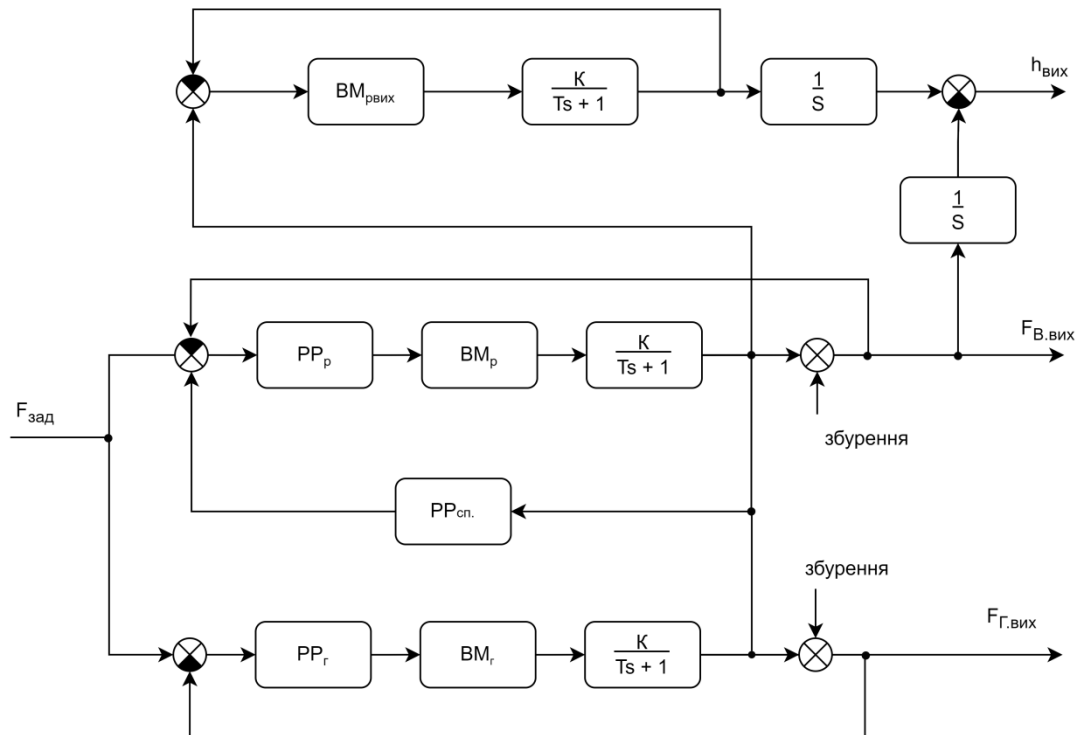 ВМрвих
К
Ts + 1
1
S
hвих
1
S
РРр
ВМр
К
Ts + 1
FВ.вих
Fзад
збурення
РРсп.
збурення
РРг
ВМг
К
Ts + 1
FГ.вих